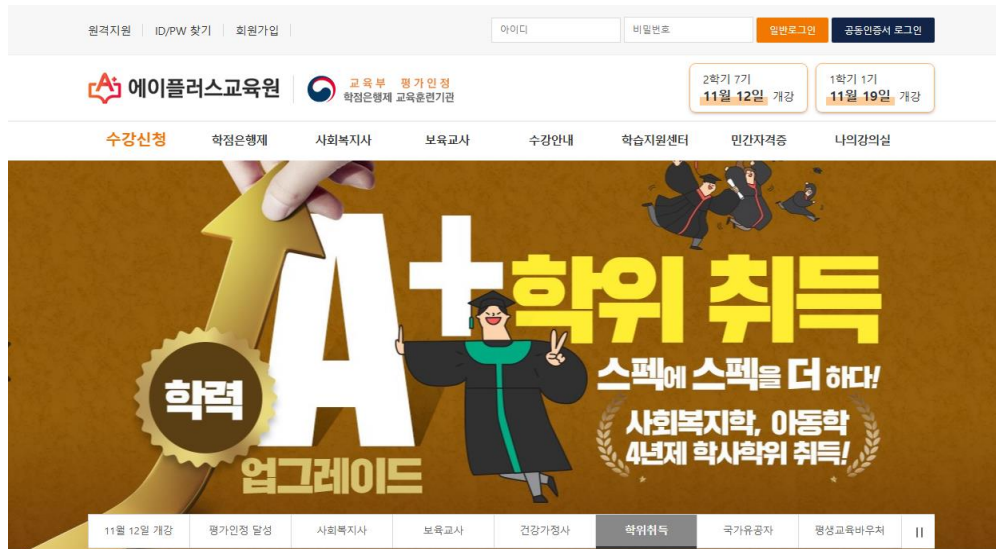 원격지원 ID/PW 찾기 회원가입 아이디 비밀번호 일반로그인 공동인증서 로그인
에이플러스교육원
교육부 평가인정
학점은행제 교육훈련기관
2학기 7기
11월 12일 개강
1학기 1기
11월 19일 개강
수강신청 학점은행제 사회복지사 보육교사 수강안내 학습지원센터 민간자격증 나의강의실
A+학위 취득
스펙에 스펙을 더 하다!
학력
사회복지학, 아동학
4년제 학사학위 취득!
업그레이드
11월 12일 개강 평가인정 달성 사회복지사 보육교사 건강가정사 학위취득 국가유공자 평생교육바우처